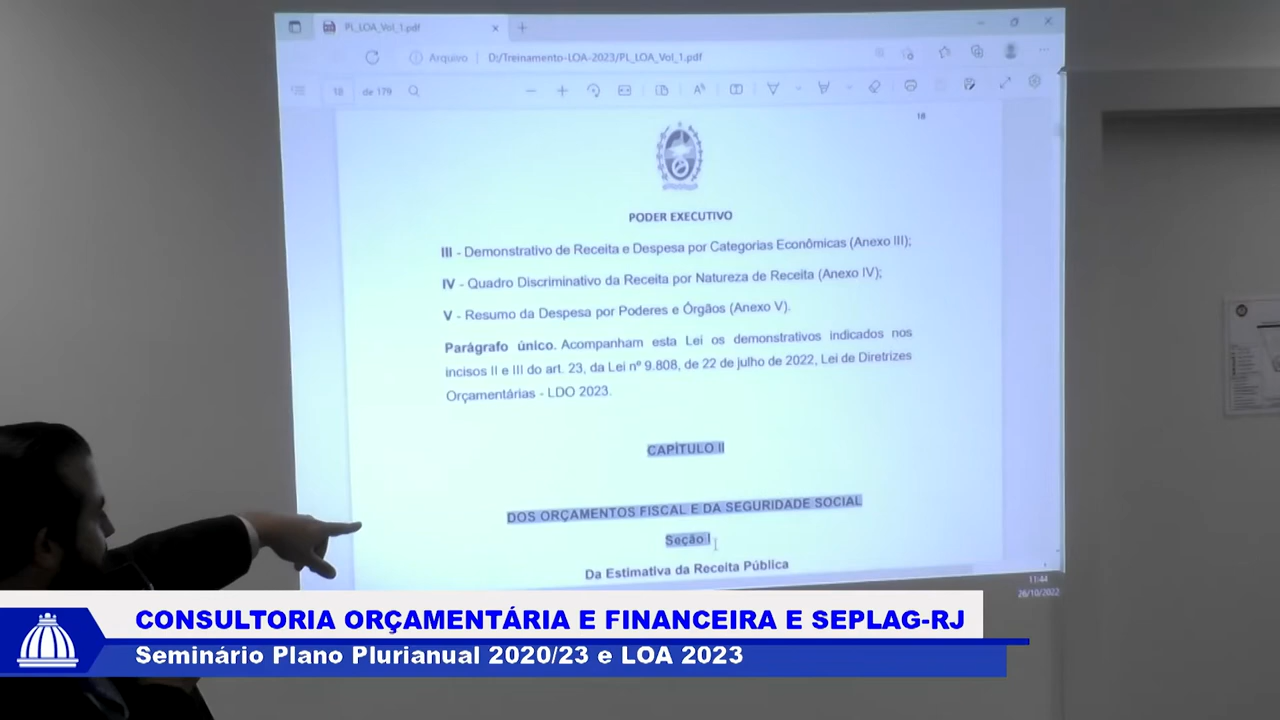 PL_LOA_Vol_1.pdf
Arquivo
D:/Treinamento-LOA-2023/PL_LOA_Vol_1.pdf
18 de 179
18
PODER EXECUTIVO
III - Demonstrativo de Receita e Despesa por Categorias Econômicas (Anexo III);
IV - Quadro Discriminativo da Receita por Natureza de Receita (Anexo IV);
V - Resumo da Despesa por Poderes e Órgãos (Anexo V).
Parágrafo único. Acompanham esta Lei os demonstrativos indicados nos
incisos II e III do art. 23, da Lei nº 9.808, de 22 de julho de 2022, Lei de Diretrizes
Orçamentárias - LDO 2023.
CAPÍTULO II
DOS ORÇAMENTOS FISCAL E DA SEGURIDADE SOCIAL
Seção I
Da Estimativa da Receita Pública
11:44
26/10/2022
CONSULTORIA ORÇAMENTÁRIA E FINANCEIRA E SEPLAG-RJ
Seminário Plano Plurianual 2020/23 e LOA 2023